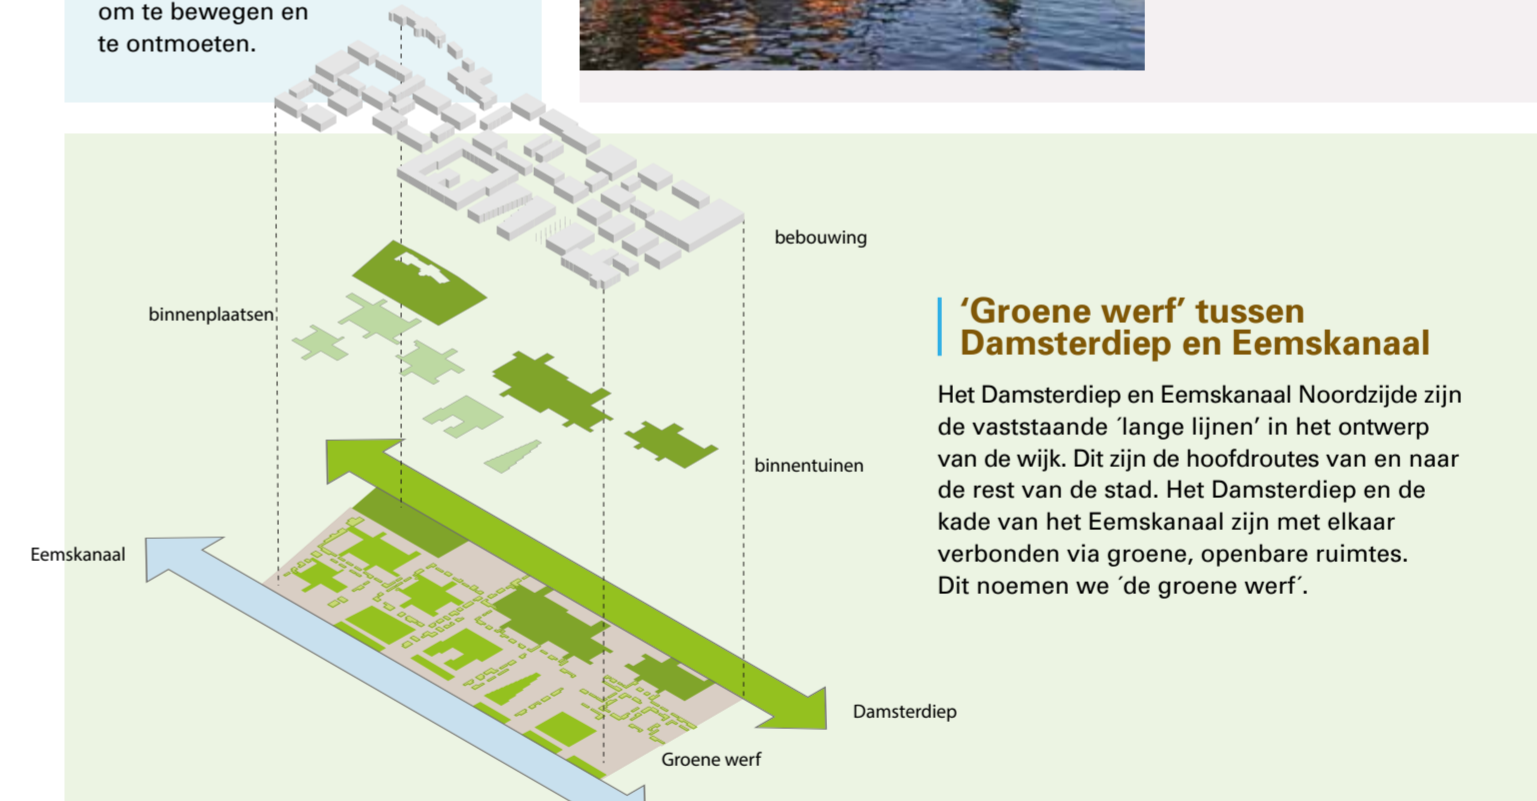 om te bewegen en
te ontmoeten.
bebouwing
binnenplaatsen
binnentuinen
Eemskanaal
Damsterdiep
Groene werf
‘Groene werf’ tussen
Damsterdiep en Eemskanaal
Het Damsterdiep en Eemskanaal Noordzijde zijn
de vaststaande ´lange lijnen’ in het ontwerp
van de wijk. Dit zijn de hoofdroutes van en naar
de rest van de stad. Het Damsterdiep en de
kade van het Eemskanaal zijn met elkaar
verbonden via groene, openbare ruimtes.
Dit noemen we ´de groene werf´.